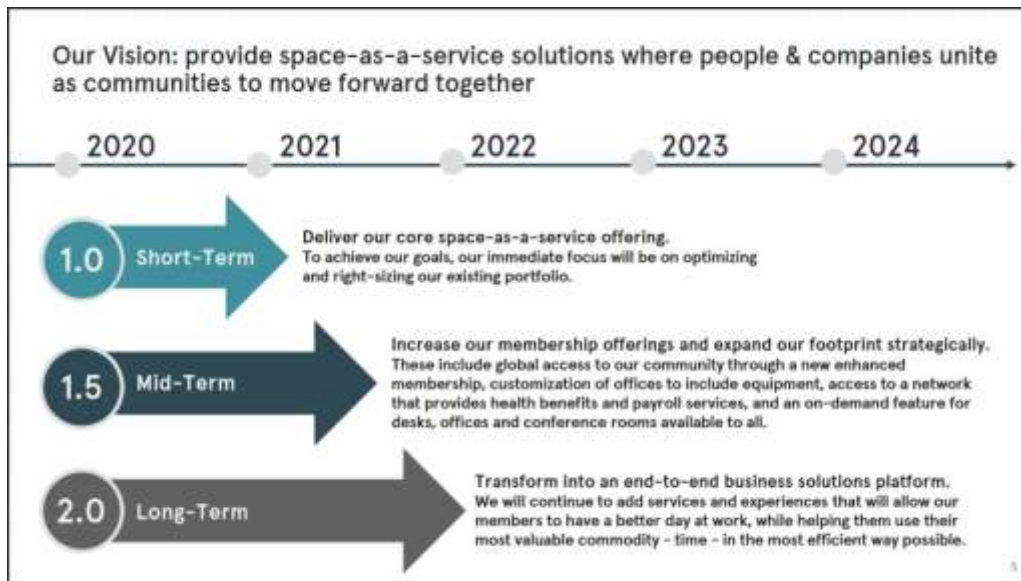 Our Vision: provide space-as-a-service solutions where people & companies unite
as communities to move forward together
2020
2021
2022
2023
2024
1.0
Short-Term
Deliver our core space-as-a-service offering.
To achieve our goals, our immediate focus will be on optimizing
and right-sizing our existing portfolio.
1.5
Mid-Term
Increase our membership offerings and expand our footprint strategically.
These include global access to our community through a new enhanced
membership, customization of offices to include equipment, access to a network
that provides health benefits and payroll services, and an on-demand feature for
desks, offices and conference rooms available to all.
2.0
Long-Term
Transform into an end-to-end business solutions platform.
We will continue to add services and experiences that will allow our
members to have a better day at work, while helping them use their
most valuable commodity - time - in the most efficient way possible.